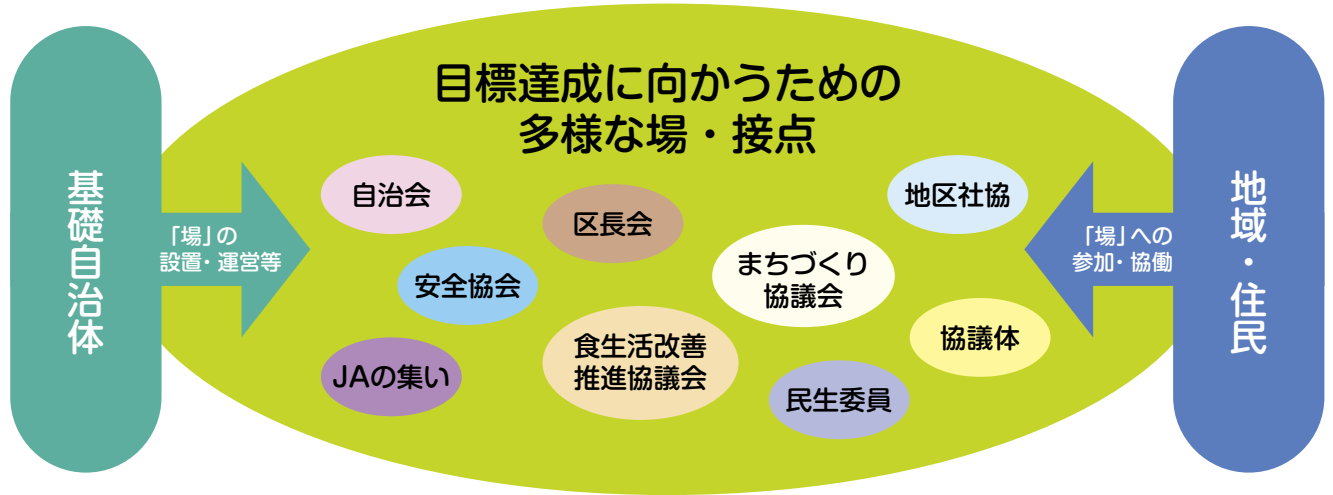 目標達成に向かうための
多様な場・接点
基礎自治体
「場」の
設置・運営等
自治会
区長会
地区社協
安全協会
まちづくり
協議会
JAの集い
食生活改善
推進協議会
民生委員
協議体
「場」への
参加・協働
地域・住民